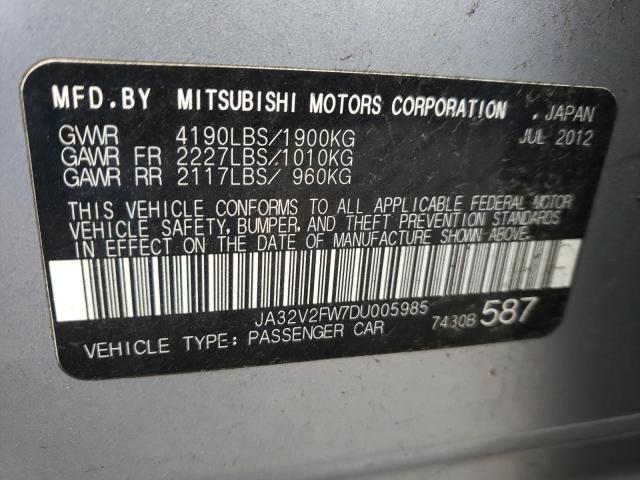 MFD.BY MITSUBISHI MOTORS CORPORATION .JAPAN
GVWR 4190LBS/1900KG JUL 2012
GAWR FR 2227LBS/1010KG
GAWR RR 2117LBS/ 960KG
THIS VEHICLE CONFORMS TO ALL APPLICABLE FEDERAL MOTOR
VEHICLE SAFETY, BUMPER, AND THEFT PREVENTION STANDARDS
IN EFFECT ON THE DATE OF MANUFACTURE SHOWN ABOVE.
JA32V2FW7DU005985
VEHICLE TYPE: PASSENGER CAR 7430B 587